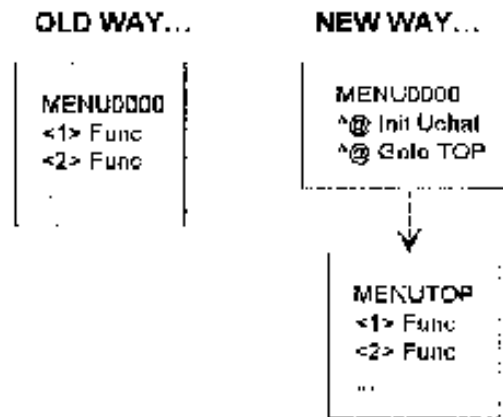 OLD WAY...
MENU0000
<1> Func
<2> Func
.
NEW WAY...
MENU0000
^@ Init Uchat
^@ Goto TOP
MENUTOP
<1> Func
<2> Func
...